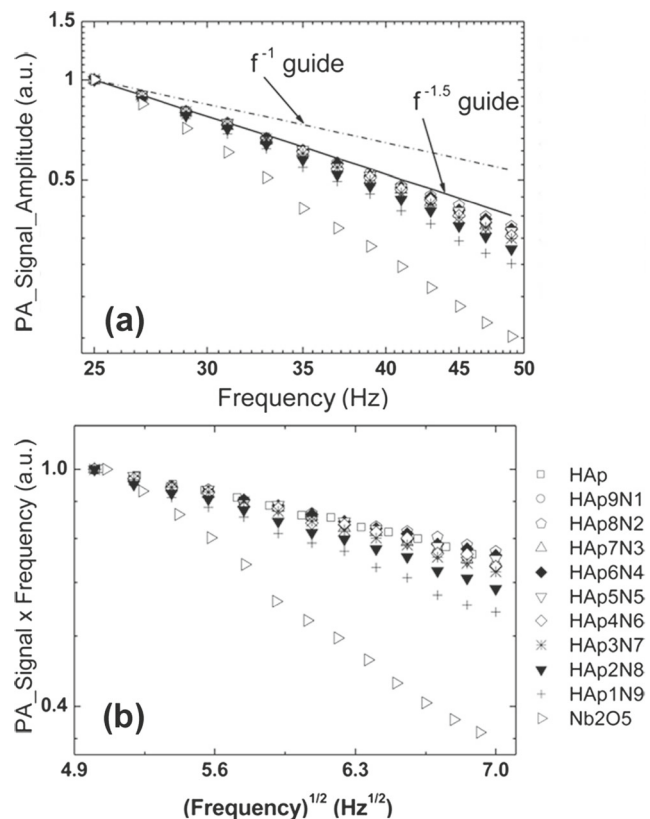 1.5
1
0.5
PA_Signal_Amplitude (a.u.)
f⁻¹ guide
f⁻¹·⁵ guide
(a)
25 30 35 40 45 50
Frequency (Hz)
1.0
0.4
PA_Signal x Frequency (a.u.)
(b)
4.9 5.6 6.3 7.0
(Frequency)¹/² (Hz¹/²)
HAp
HAp9N1
HAp8N2
HAp7N3
HAp6N4
HAp5N5
HAp4N6
HAp3N7
HAp2N8
HAp1N9
Nb2O5